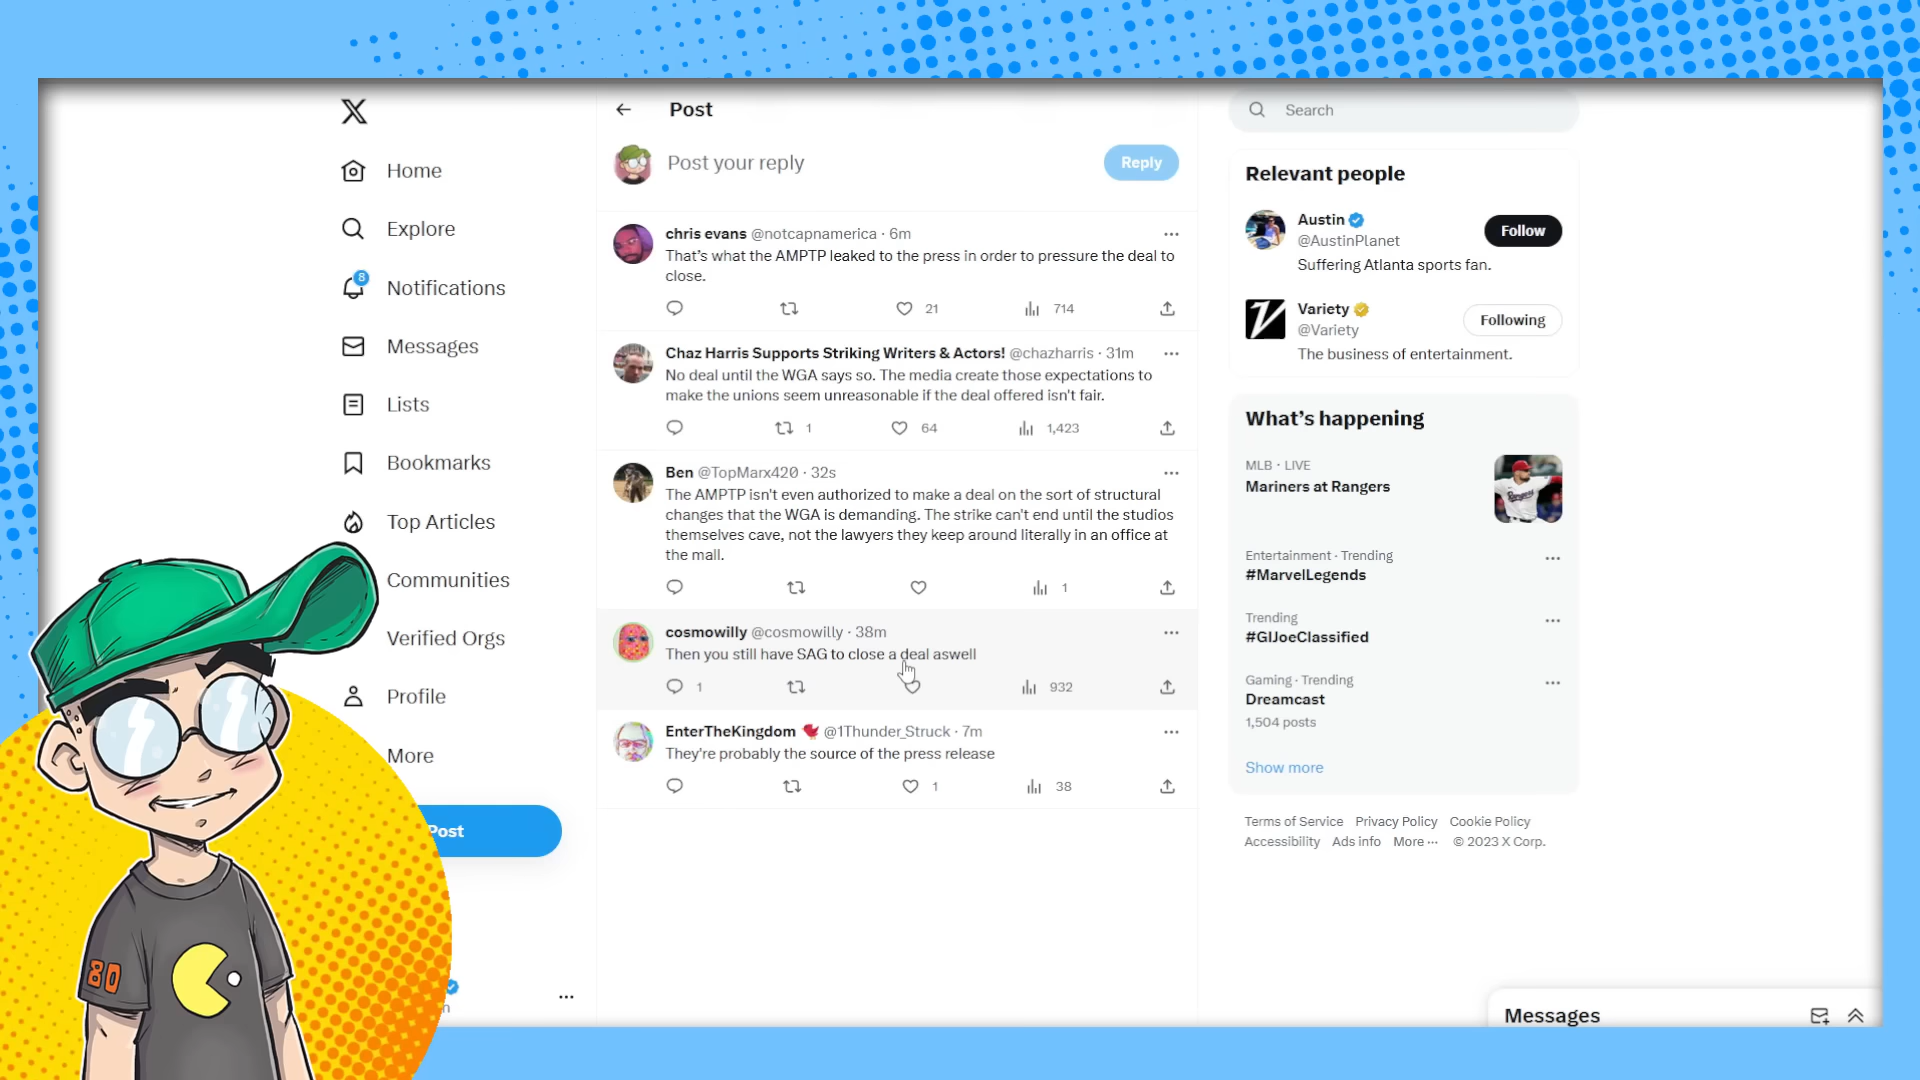 X
Home
Explore
8
Notifications
Messages
Lists
Bookmarks
Top Articles
Communities
Verified Orgs
Profile
More
Post
80
Post
Post your reply
Reply
chris evans @notcapnamerica · 6m
That's what the AMPTP leaked to the press in order to pressure the deal to
close.
21 714
Chaz Harris Supports Striking Writers & Actors! @chazharris · 31m
No deal until the WGA says so. The media create those expectations to
make the unions seem unreasonable if the deal offered isn't fair.
1 64 1,423
Ben @TopMarx420 · 32s
The AMPTP isn't even authorized to make a deal on the sort of structural
changes that the WGA is demanding. The strike can't end until the studios
themselves cave, not the lawyers they keep around literally in an office at
the mall.
1
cosmowilly @cosmowilly · 38m
Then you still have SAG to close a deal aswell
1 932
EnterTheKingdom @1Thunder_Struck · 7m
They're probably the source of the press release
1 38
Search
Relevant people
Austin
@AustinPlanet
Follow
Suffering Atlanta sports fan.
Variety
@Variety
Following
The business of entertainment.
What's happening
MLB · LIVE
Mariners at Rangers
Entertainment · Trending
#MarvelLegends
Trending
#GIJoeClassified
Gaming · Trending
Dreamcast
1,504 posts
Show more
Terms of Service Privacy Policy Cookie Policy
Accessibility Ads info More ··· © 2023 X Corp.
Messages